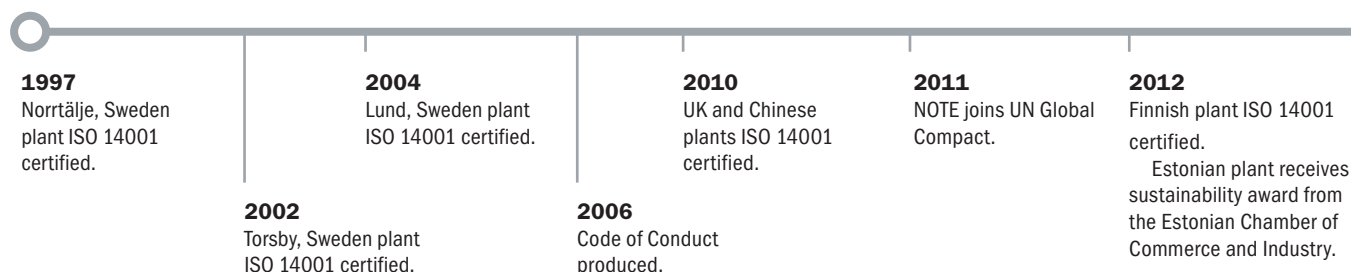 1997
Norrtälje, Sweden
plant ISO 14001
certified.
2002
Torsby, Sweden plant
ISO 14001 certified.
2004
Lund, Sweden plant
ISO 14001 certified.
2006
Code of Conduct
produced.
2010
UK and Chinese
plants ISO 14001
certified.
2011
NOTE joins UN Global
Compact.
2012
Finnish plant ISO 14001
certified.
Estonian plant receives
sustainability award from
the Estonian Chamber of
Commerce and Industry.